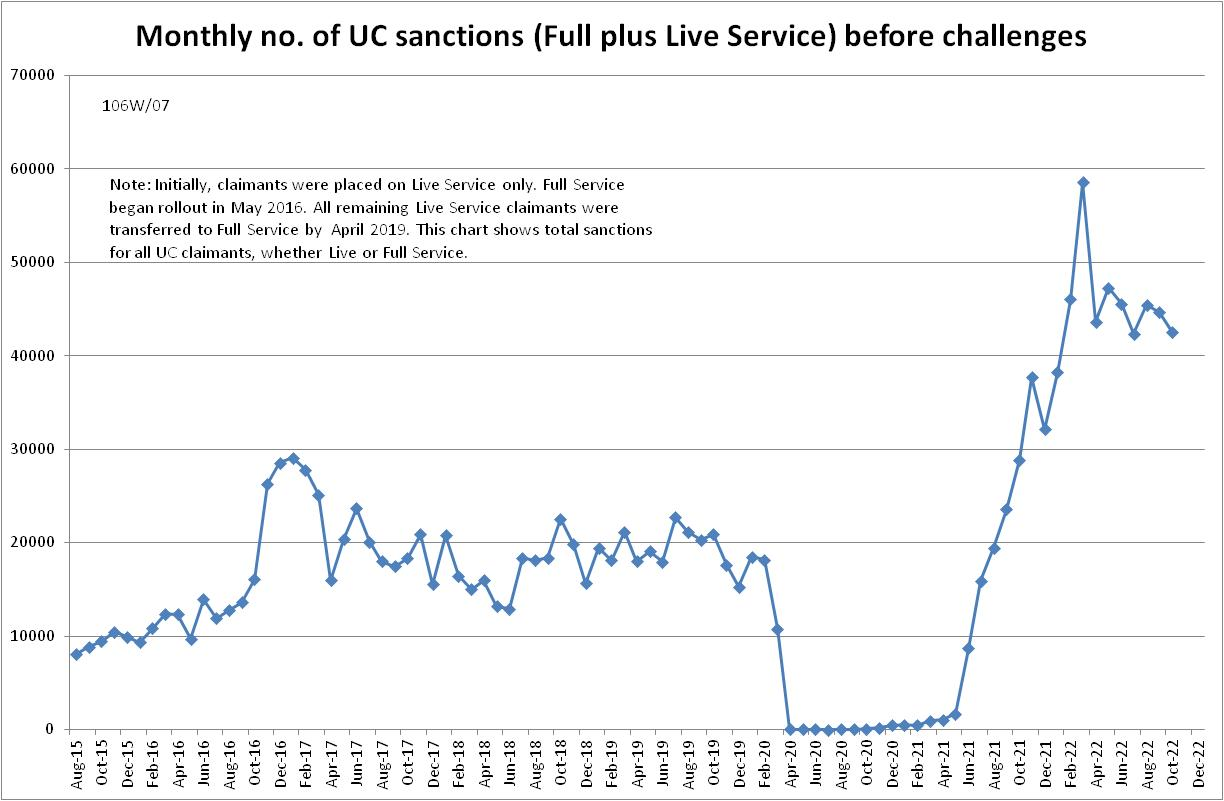 Monthly no. of UC sanctions (Full plus Live Service) before challenges
70000
106W/07
60000
Note: Initially, claimants were placed on Live Service only. Full Service
began rollout in May 2016. All remaining Live Service claimants were
transferred to Full Service by April 2019. This chart shows total sanctions
for all UC claimants, whether Live or Full Service.
50000
40000
30000
20000
10000
0
Aug-15
Oct-15
Dec-15
Feb-16
Apr-16
Jun-16
Aug-16
Oct-16
Dec-16
Feb-17
Apr-17
Jun-17
Aug-17
Oct-17
Dec-17
Feb-18
Apr-18
Jun-18
Aug-18
Oct-18
Dec-18
Feb-19
Apr-19
Jun-19
Aug-19
Oct-19
Dec-19
Feb-20
Apr-20
Jun-20
Aug-20
Oct-20
Dec-20
Feb-21
Apr-21
Jun-21
Aug-21
Oct-21
Dec-21
Feb-22
Apr-22
Jun-22
Aug-22
Oct-22
Dec-22